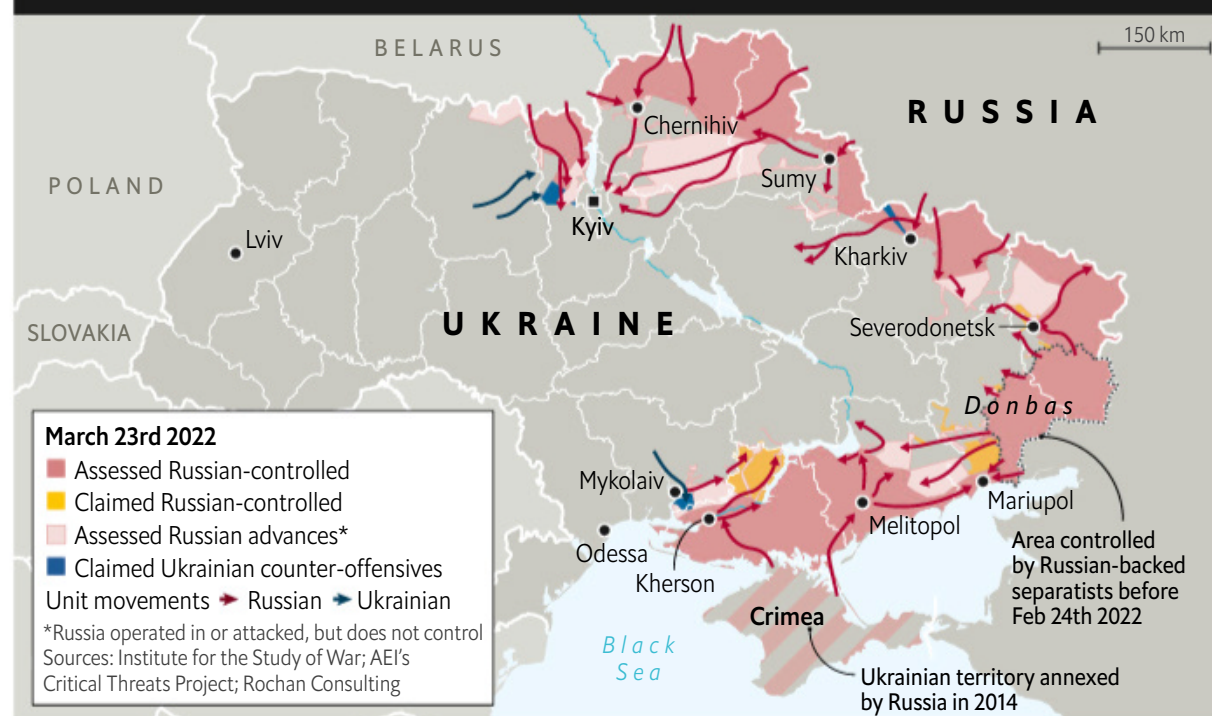 BELARUS
150 km
RUSSIA
Chernihiv
POLAND
Sumy
Kyiv
Lviv
Kharkiv
UKRAINE
SLOVAKIA
Severodonetsk
Donbas
March 23rd 2022
Assessed Russian-controlled
Claimed Russian-controlled
Assessed Russian advances*
Claimed Ukrainian counter-offensives
Unit movements Russian Ukrainian
*Russia operated in or attacked, but does not control
Sources: Institute for the Study of War; AEI's
Critical Threats Project; Rochan Consulting
Mykolaiv
Odessa
Kherson
Melitopol
Mariupol
Area controlled
by Russian-backed
separatists before
Feb 24th 2022
Crimea
Black
Sea
Ukrainian territory annexed
by Russia in 2014